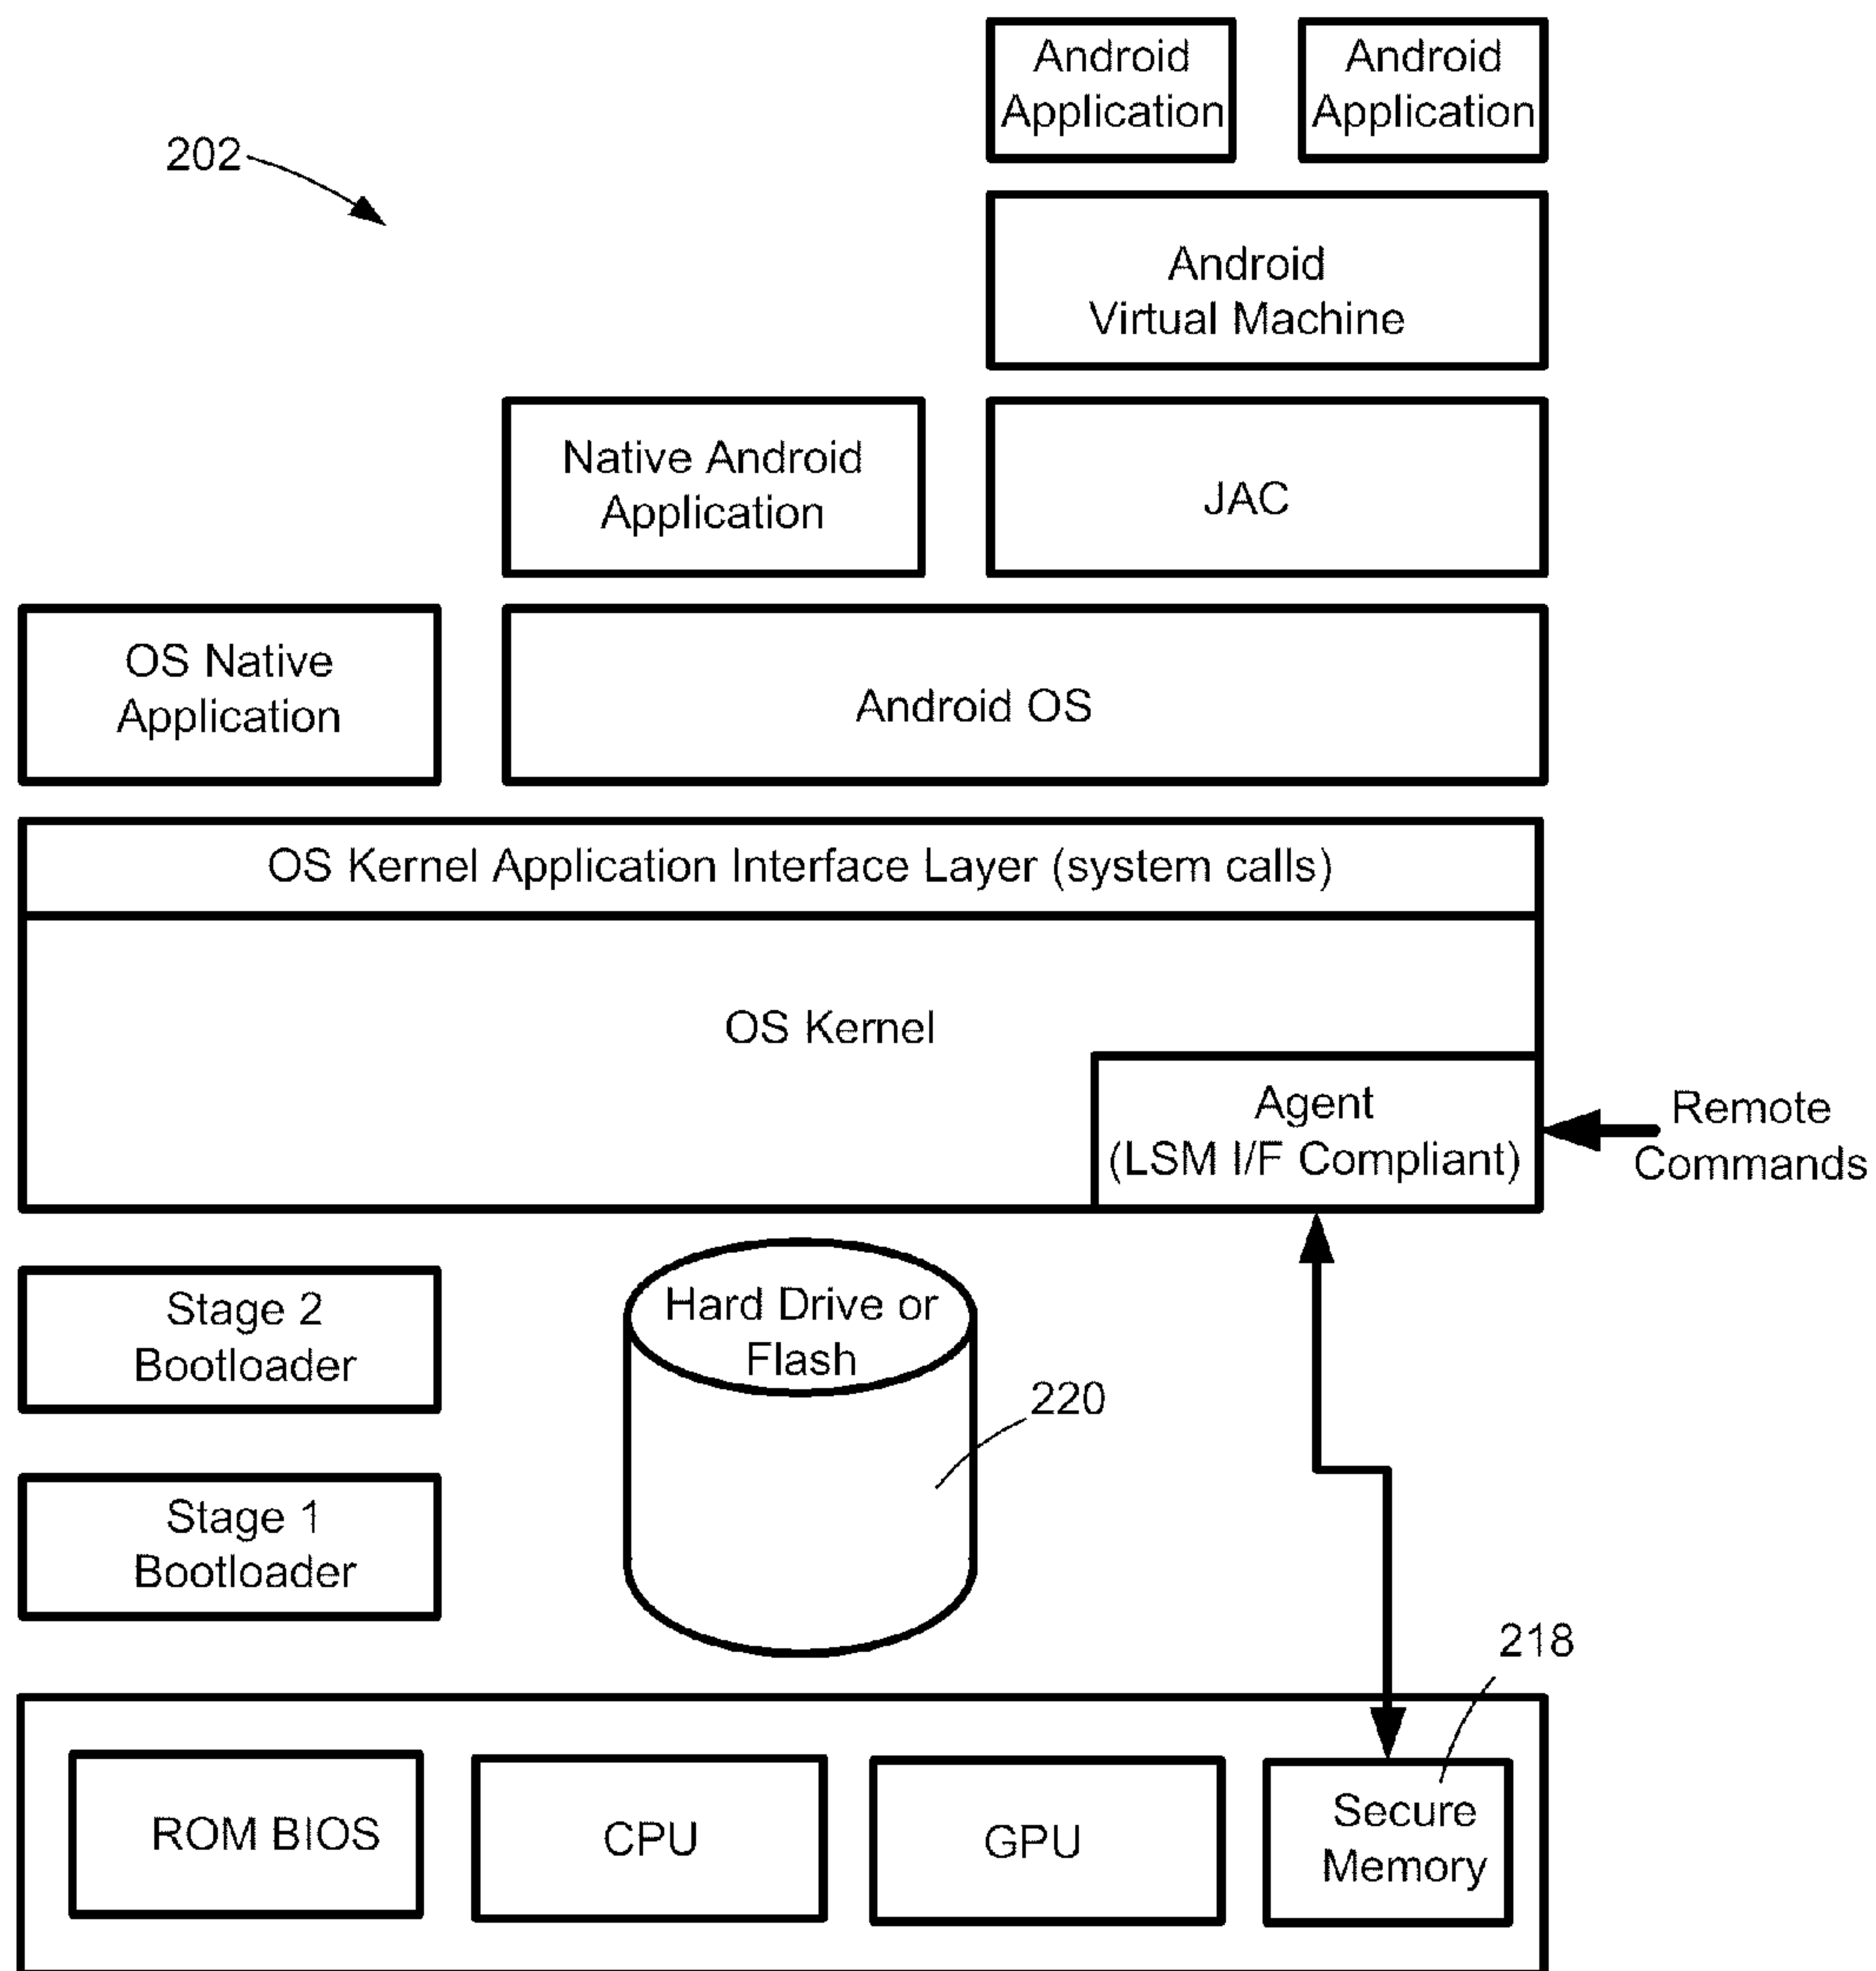 Android
Application
Android
Application
202
Android
Virtual Machine
Native Android
Application
JAC
OS Native
Application
Android OS
OS Kernel Application Interface Layer (system calls)
OS Kernel
Agent
(LSM I/F Compliant)
Remote
Commands
Stage 2
Bootloader
Hard Drive or
Flash
220
Stage 1
Bootloader
218
ROM BIOS
CPU
GPU
Secure
Memory